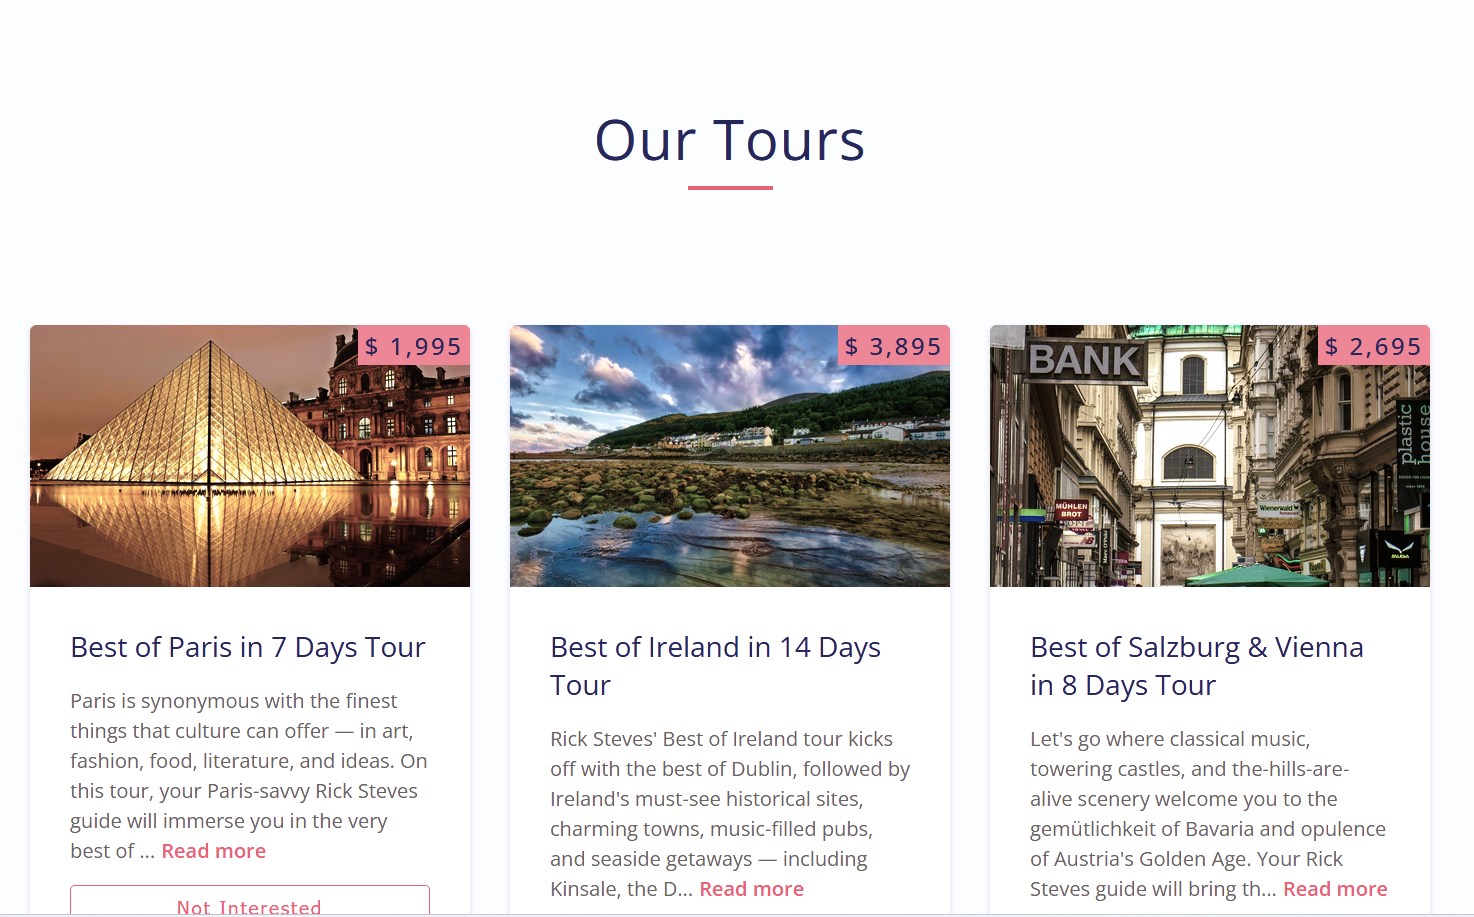 Our Tours
$ 1,995
$ 3,895
$ 2,695
BANK
plastic
house
MÜHLEN
BROT
Wienerwald
SALEWA
Best of Paris in 7 Days Tour
Paris is synonymous with the finest
things that culture can offer — in art,
fashion, food, literature, and ideas. On
this tour, your Paris-savvy Rick Steves
guide will immerse you in the very
best of ... Read more
Not Interested
Best of Ireland in 14 Days
Tour
Rick Steves' Best of Ireland tour kicks
off with the best of Dublin, followed by
Ireland's must-see historical sites,
charming towns, music-filled pubs,
and seaside getaways — including
Kinsale, the D... Read more
Best of Salzburg & Vienna
in 8 Days Tour
Let's go where classical music,
towering castles, and the-hills-are-
alive scenery welcome you to the
gemütlichkeit of Bavaria and opulence
of Austria's Golden Age. Your Rick
Steves guide will bring th... Read more